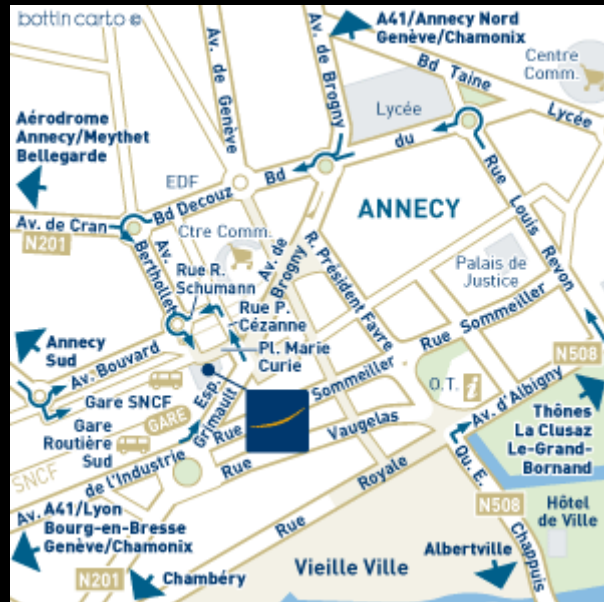 bottin carto ©
A41/Annecy Nord
Genève/Chamonix
Av. de Genève
Av. de Brogny
Bd Taine
Centre
Comm.
Lycée
Lycée
Aérodrome
Annecy/Meythet
Bellegarde
EDF
Bd Decouz
Bd
du
Rue Louis Revon
ANNECY
Av. de Cran
N201
Av.
Berthollet
Ctre Comm.
Rue R.
Schumann
Av. de
Brogny
R. Président Favre
Palais de
Justice
Rue P.
Cézanne
Rue Sommeiller
Annecy
Sud
Av. Bouvard
Pl. Marie
Curie
N508
Gare SNCF
Esp.
Grimault
Sommeiller
O.T. i
Av. d'Albigny
Gare
Routière
Sud
GARE
Rue
Vaugelas
Thônes
La Clusaz
Le-Grand-
Bornand
SNCF
Av. de l'Industrie
Rue
Royale
Rue
Qu. E.
Chappuis
N508
Hôtel
de Ville
A41/Lyon
Bourg-en-Bresse
Genève/Chamonix
N201
Chambéry
Vieille Ville
Albertville